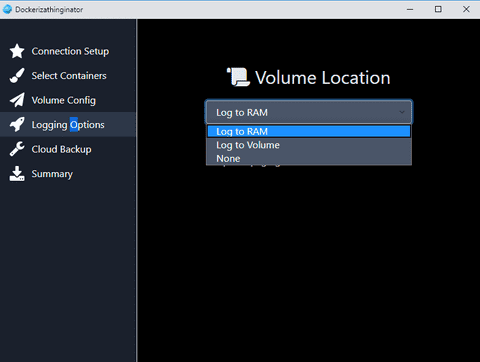 Dockerizathinginator
Connection Setup
Select Containers
Volume Config
Logging Options
Cloud Backup
Summary
Volume Location
Log to RAM
Log to RAM
Log to Volume
None